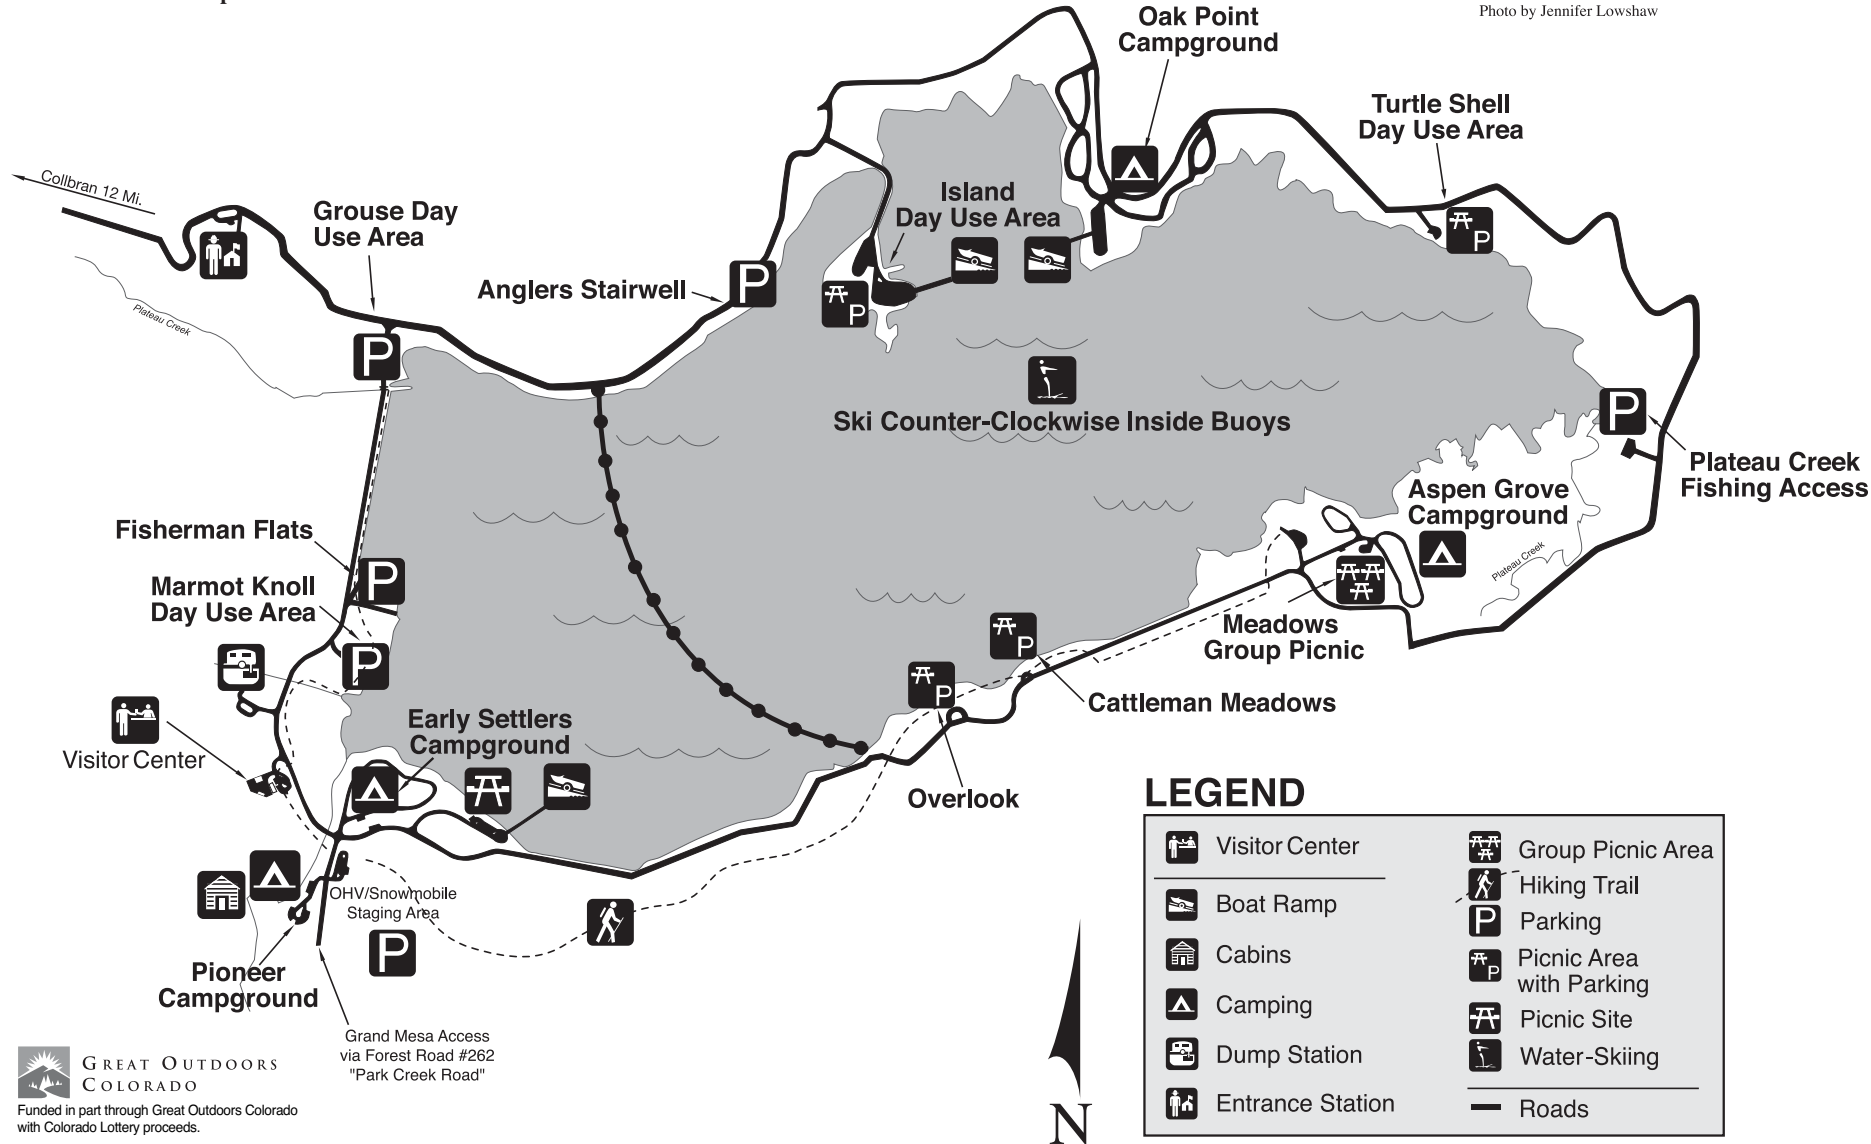 Photo by Jennifer Lowshaw
Oak Point
Campground
Turtle Shell
Day Use Area
Collbran 12 Mi.
Grouse Day
Use Area
Island
Day Use Area
Anglers Stairwell
P
P
P
P
Plateau Creek
Ski Counter-Clockwise Inside Buoys
P
Plateau Creek
Fishing Access
Aspen Grove
Campground
Plateau Creek
Fisherman Flats
P
Marmot Knoll
Day Use Area
P
Meadows
Group Picnic
P
P
Cattleman Meadows
Visitor Center
Early Settlers
Campground
Overlook
OHV/Snowmobile
Staging Area
P
Pioneer
Campground
Grand Mesa Access
via Forest Road #262
"Park Creek Road"
GREAT OUTDOORS
COLORADO
Funded in part through Great Outdoors Colorado
with Colorado Lottery proceeds.
N
LEGEND
Visitor Center
Boat Ramp
Cabins
Camping
Dump Station
Entrance Station
Group Picnic Area
Hiking Trail
P Parking
P Picnic Area
with Parking
Picnic Site
Water-Skiing
Roads